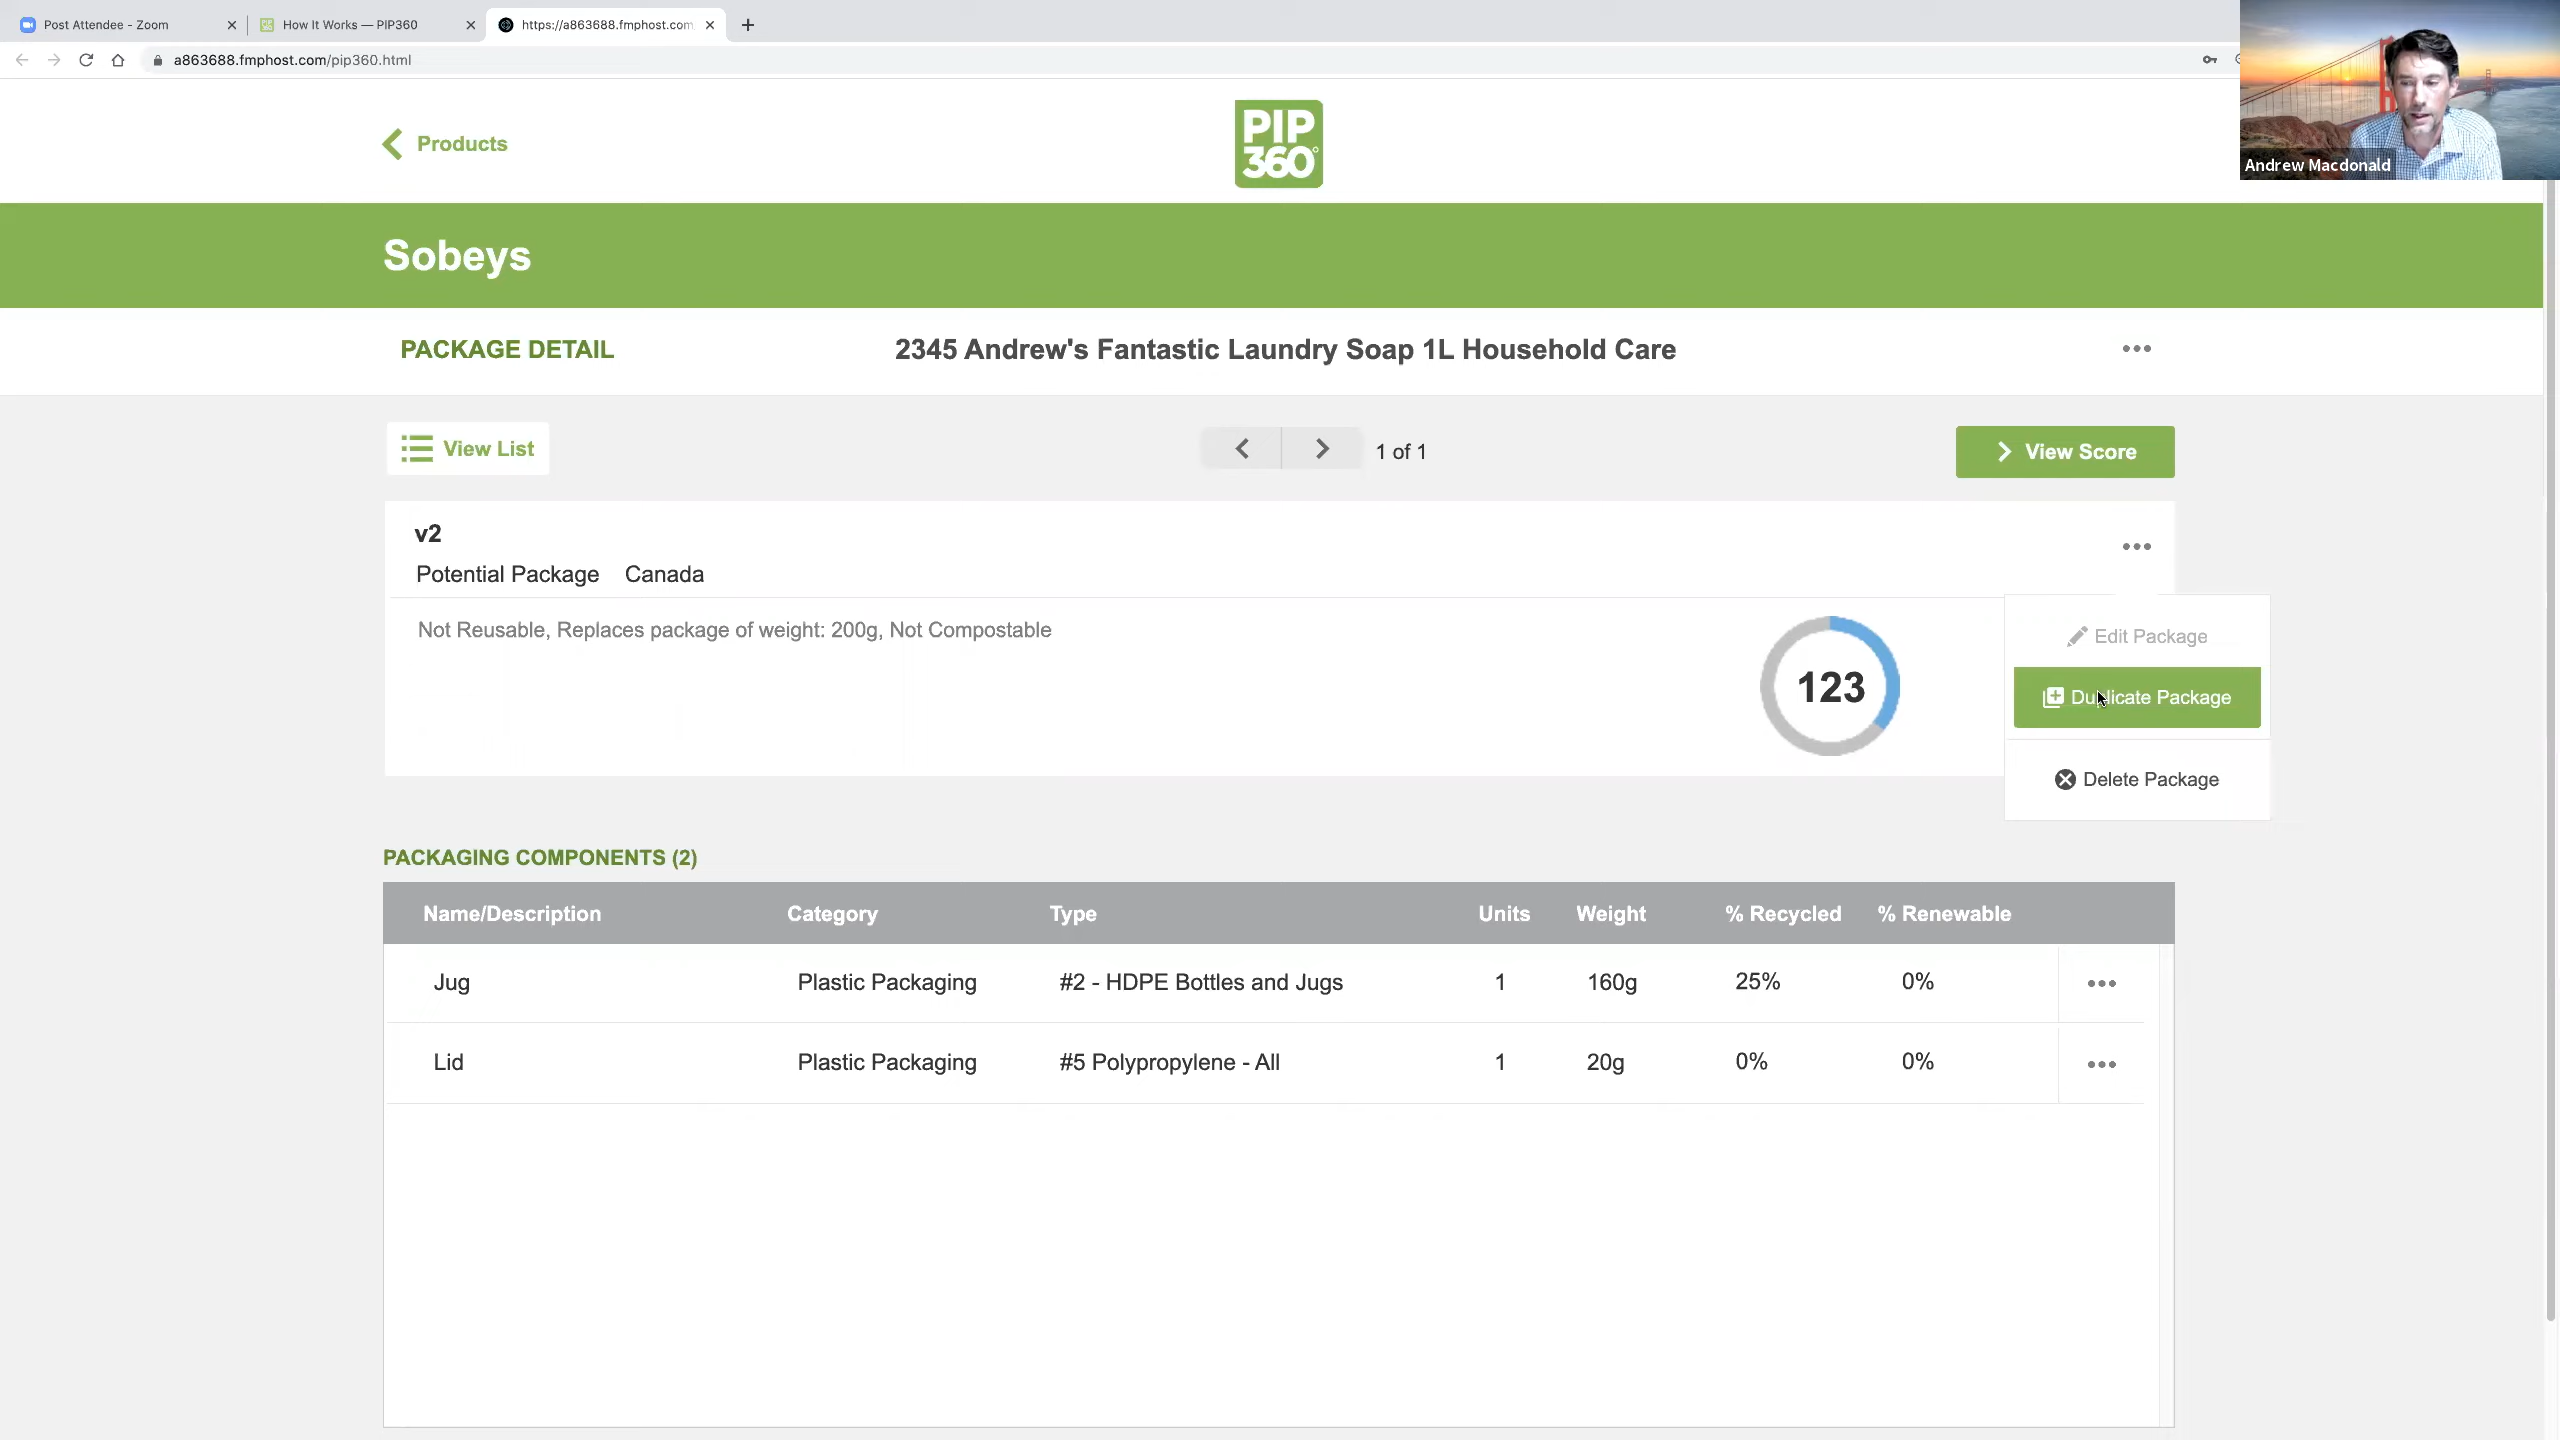 Post Attendee - Zoom
How It Works — PIP360
https://a863688.fmphost.com
a863688.fmphost.com/pip360.html
Andrew Macdonald
Products
PIP
360°
Sobeys
PACKAGE DETAIL
2345 Andrew's Fantastic Laundry Soap 1L Household Care
View List
1 of 1
View Score
v2
Potential Package Canada
Not Reusable, Replaces package of weight: 200g, Not Compostable
123
Edit Package
Duplicate Package
Delete Package
PACKAGING COMPONENTS (2)
Name/Description Category Type Units Weight % Recycled % Renewable
Jug Plastic Packaging #2 - HDPE Bottles and Jugs 1 160g 25% 0%
Lid Plastic Packaging #5 Polypropylene - All 1 20g 0% 0%